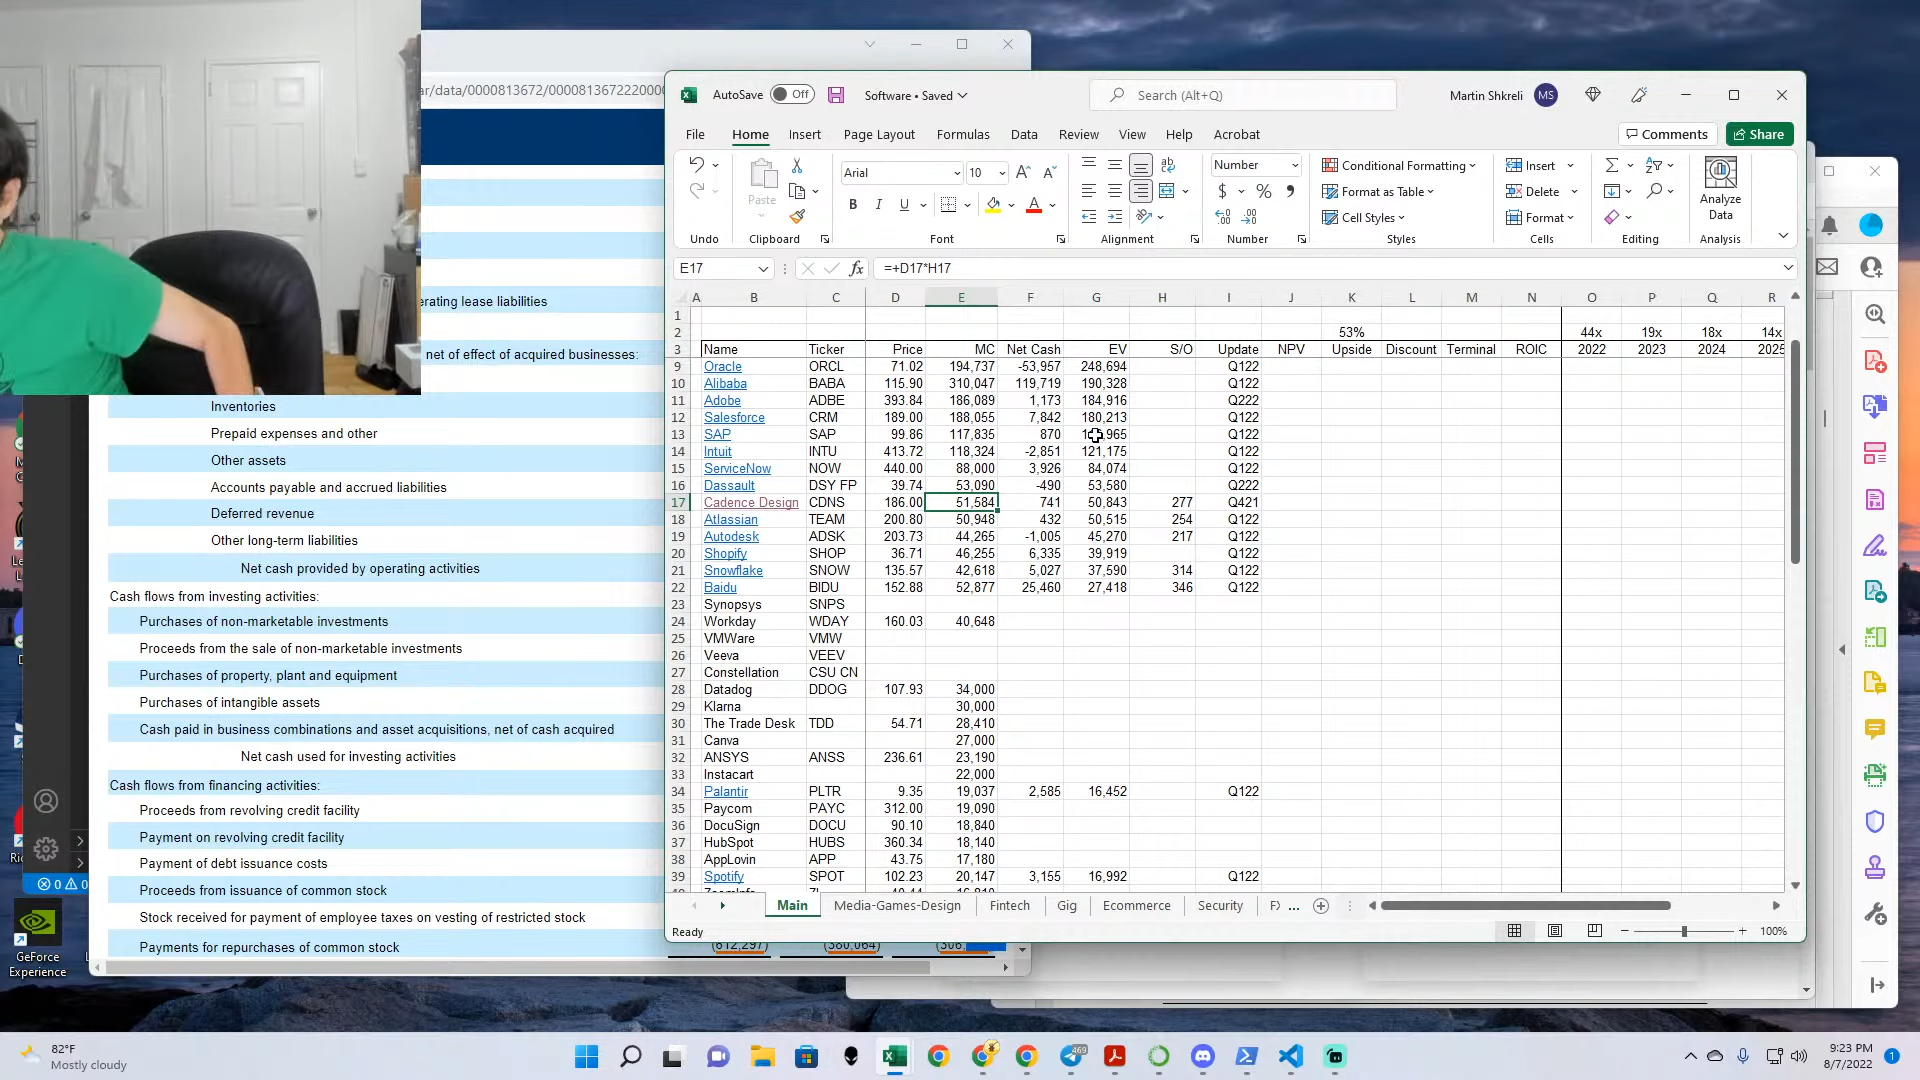 ar/data/0000813672/00008136722200
erating lease liabilities
net of effect of acquired businesses:
Inventories
Prepaid expenses and other
Other assets
Accounts payable and accrued liabilities
Deferred revenue
Other long-term liabilities
Net cash provided by operating activities
Cash flows from investing activities:
Purchases of non-marketable investments
Proceeds from the sale of non-marketable investments
Purchases of property, plant and equipment
Purchases of intangible assets
Cash paid in business combinations and asset acquisitions, net of cash acquired
Net cash used for investing activities
Cash flows from financing activities:
Proceeds from revolving credit facility
Payment on revolving credit facility
Payment of debt issuance costs
Proceeds from issuance of common stock
Stock received for payment of employee taxes on vesting of restricted stock
Payments for repurchases of common stock
(612,297) (380,064) (306,
0 0
GeForce
Experience
AutoSave Off Software • Saved Search (Alt+Q) Martin Shkreli MS
File Home Insert Page Layout Formulas Data Review View Help Acrobat Comments Share
Paste Arial 10 Number
B I U $ %
Conditional Formatting
Format as Table
Cell Styles
Insert
Delete
Format
Analyze
Data
Undo Clipboard Font Alignment Number Styles Cells Editing Analysis
E17 fx =+D17*H17
A B C D E F G H I J K L M N O P Q R
1
2 53% 44x 19x 18x 14x
3 Name Ticker Price MC Net Cash EV S/O Update NPV Upside Discount Terminal ROIC 2022 2023 2024 2025
9 Oracle ORCL 71.02 194,737 -53,957 248,694 Q122
10 Alibaba BABA 115.90 310,047 119,719 190,328 Q122
11 Adobe ADBE 393.84 186,089 1,173 184,916 Q222
12 Salesforce CRM 189.00 188,055 7,842 180,213 Q122
13 SAP SAP 99.86 117,835 870 965 Q122
14 Intuit INTU 413.72 118,324 -2,851 121,175 Q122
15 ServiceNow NOW 440.00 88,000 3,926 84,074 Q122
16 Dassault DSY FP 39.74 53,090 -490 53,580 Q222
17 Cadence Design CDNS 186.00 51,584 741 50,843 277 Q421
18 Atlassian TEAM 200.80 50,948 432 50,515 254 Q122
19 Autodesk ADSK 203.73 44,265 -1,005 45,270 217 Q122
20 Shopify SHOP 36.71 46,255 6,335 39,919 Q122
21 Snowflake SNOW 135.57 42,618 5,027 37,590 314 Q122
22 Baidu BIDU 152.88 52,877 25,460 27,418 346 Q122
23 Synopsys SNPS
24 Workday WDAY 160.03 40,648
25 VMWare VMW
26 Veeva VEEV
27 Constellation CSU CN
28 Datadog DDOG 107.93 34,000
29 Klarna 30,000
30 The Trade Desk TDD 54.71 28,410
31 Canva 27,000
32 ANSYS ANSS 236.61 23,190
33 Instacart 22,000
34 Palantir PLTR 9.35 19,037 2,585 16,452 Q122
35 Paycom PAYC 312.00 19,090
36 DocuSign DOCU 90.10 18,840
37 HubSpot HUBS 360.34 18,140
38 AppLovin APP 43.75 17,180
39 Spotify SPOT 102.23 20,147 3,155 16,992 Q122
Main Media-Games-Design Fintech Gig Ecommerce Security FX ...
Ready 100%
82°F
Mostly cloudy
469
9:23 PM
8/7/2022
1